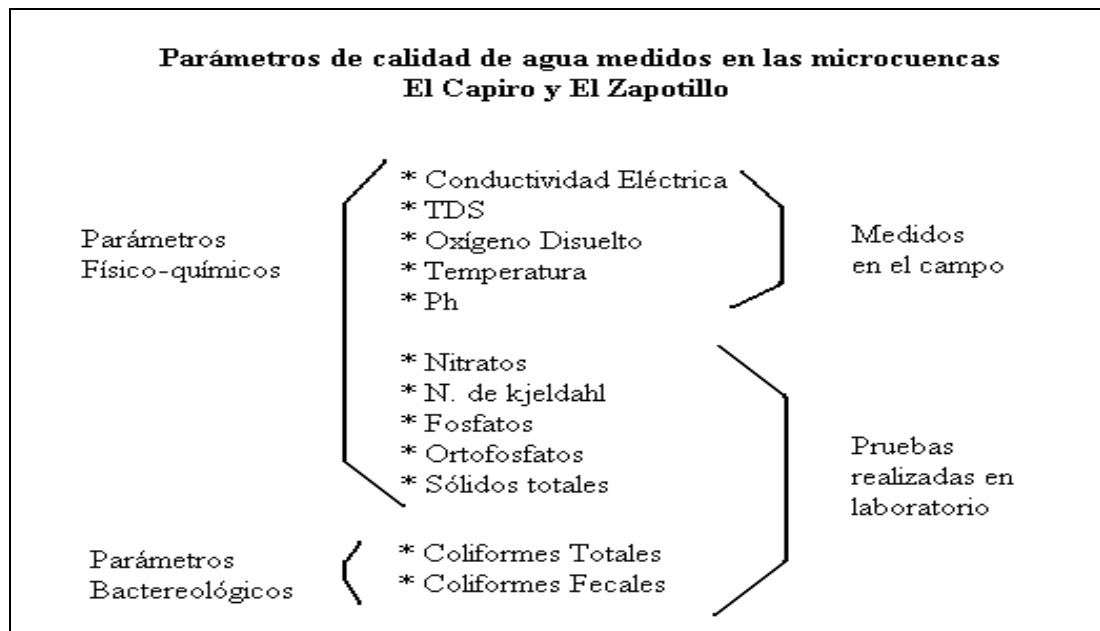 Parámetros de calidad de agua medidos en las microcuencas
El Capiro y El Zapotillo
Parámetros
Físico-químicos
* Conductividad Eléctrica
* TDS
* Oxígeno Disuelto
* Temperatura
* Ph
Medidos
en el campo
* Nitratos
* N. de kjeldahl
* Fosfatos
* Ortofosfatos
* Sólidos totales
Pruebas
realizadas en
laboratorio
Parámetros
Bactereológicos
* Coliformes Totales
* Coliformes Fecales